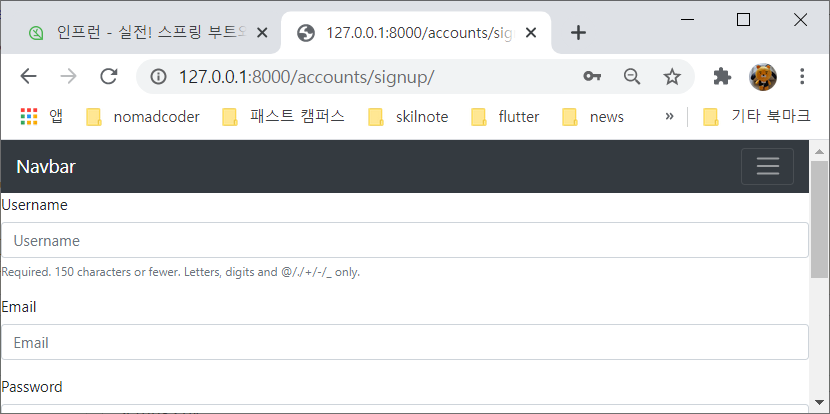 인프런 - 실전! 스프링 부트의
127.0.0.1:8000/accounts/sign
127.0.0.1:8000/accounts/signup/
앱 nomadcoder 패스트 캠퍼스 skilnote flutter news » 기타 북마크
Navbar
Username
Username
Required. 150 characters or fewer. Letters, digits and @/./+/-/_ only.
Email
Email
Password